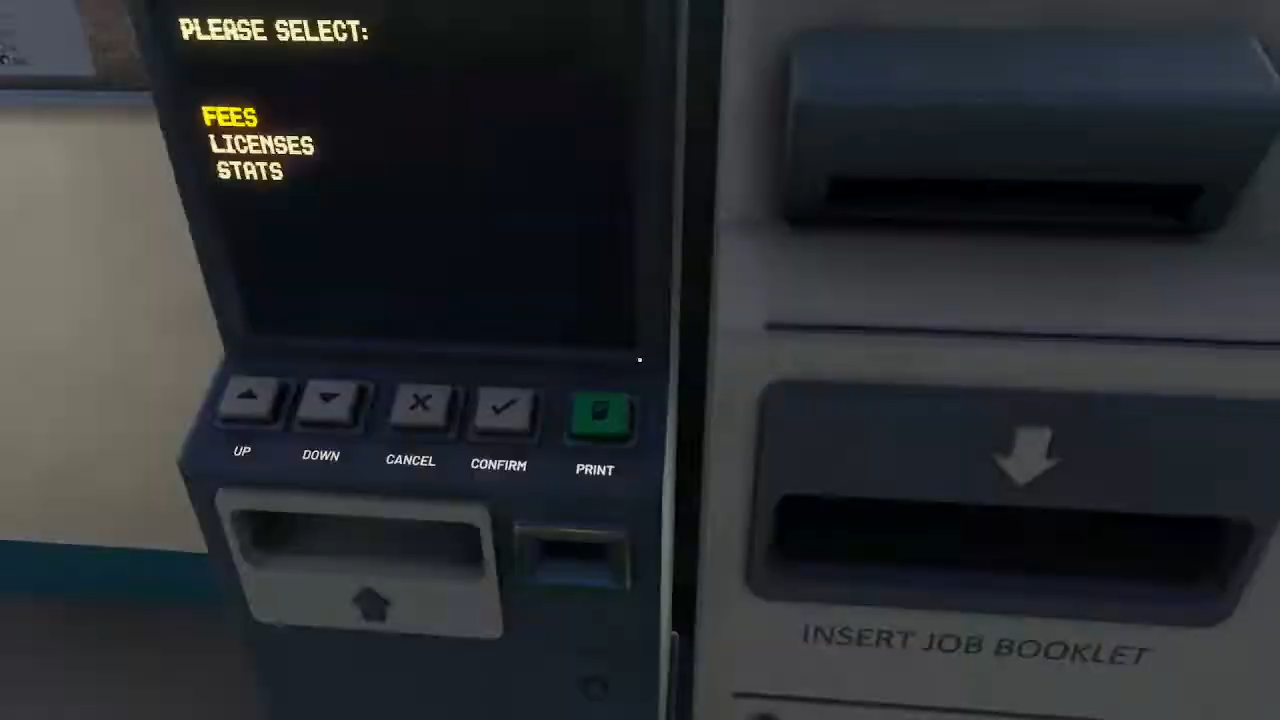 PLEASE SELECT:
FEES
LICENSES
STATS
UP
DOWN
CANCEL
CONFIRM
PRINT
INSERT JOB BOOKLET